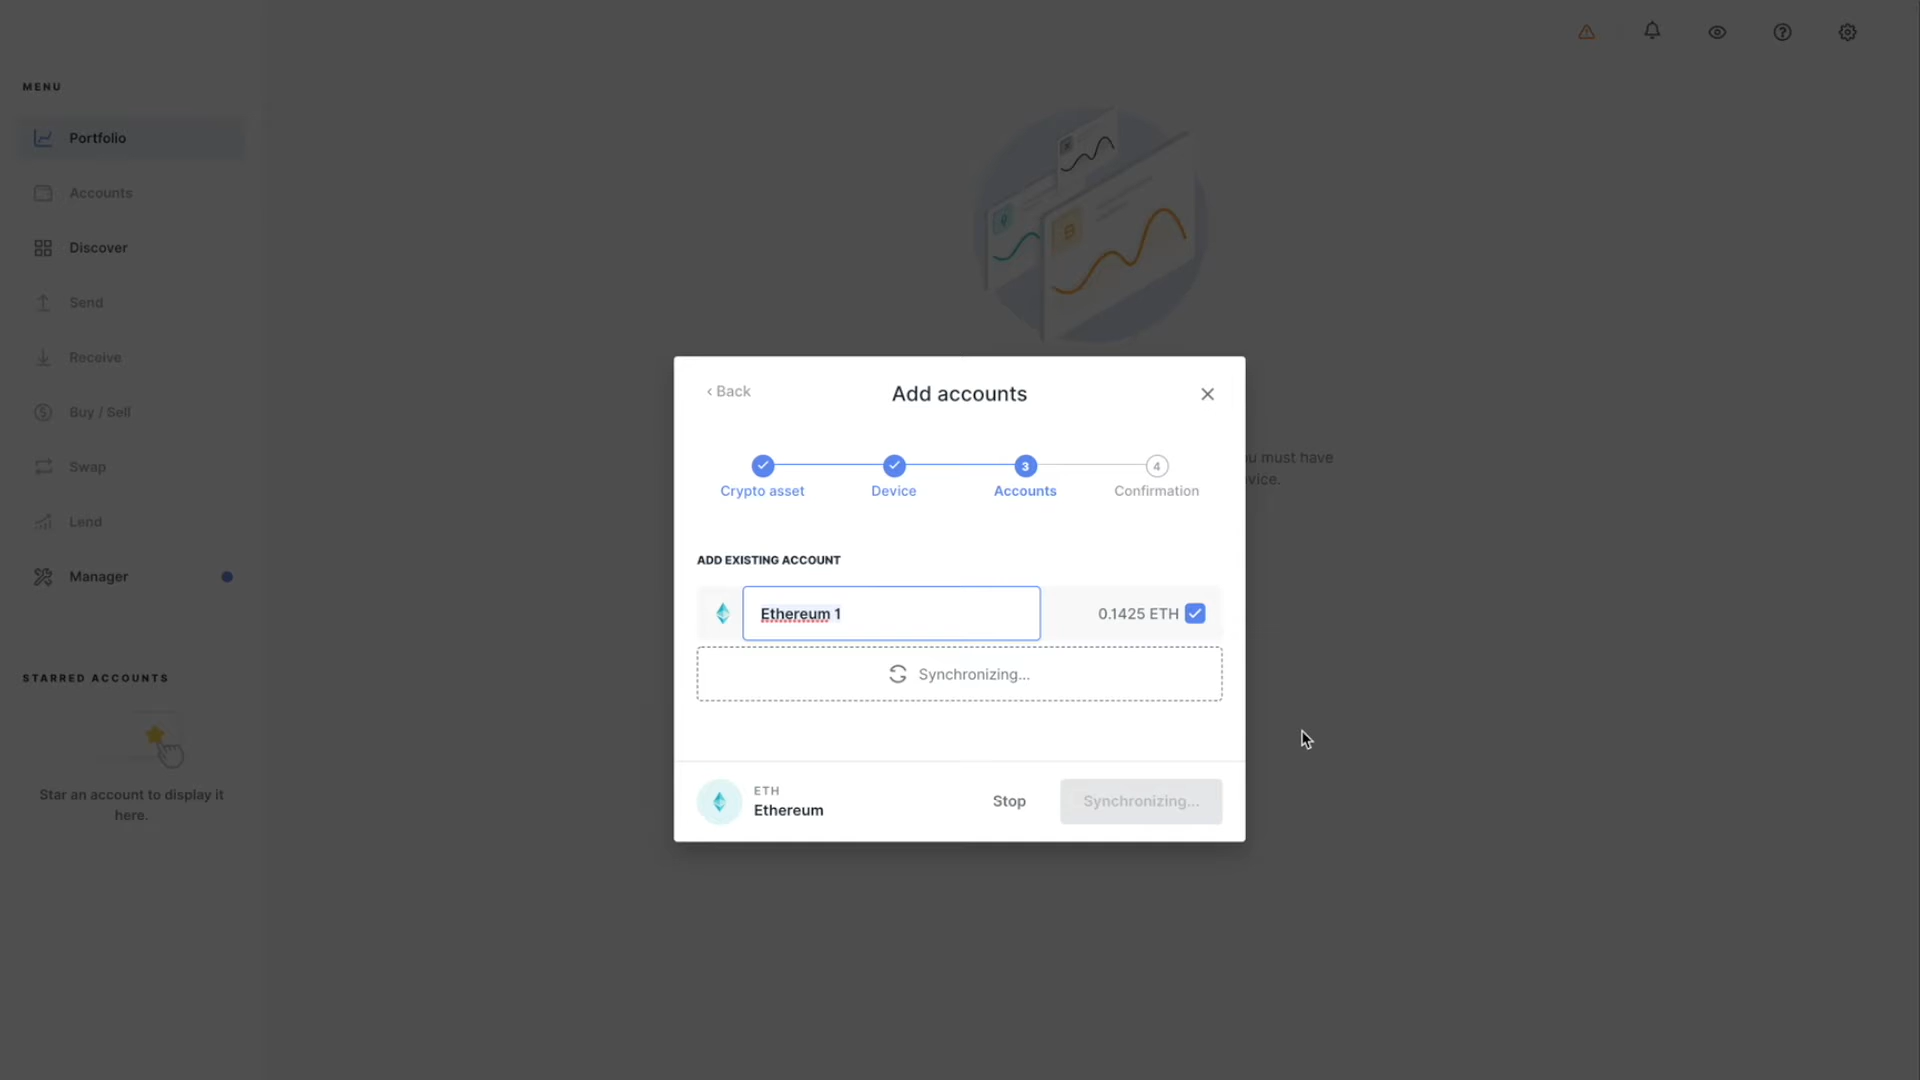 MENU
Portfolio
Accounts
Discover
Send
Receive
Buy / Sell
Swap
Lend
Manager
STARRED ACCOUNTS
Star an account to display it
here.
u must have
vice.
‹ Back
Add accounts
3
4
Crypto asset
Device
Accounts
Confirmation
ADD EXISTING ACCOUNT
Ethereum 1
0.1425 ETH
Synchronizing...
ETH
Ethereum
Stop
Synchronizing...